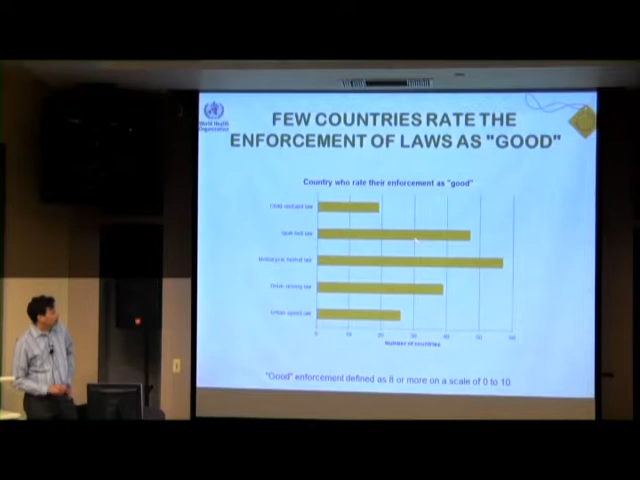 World Health
Organization
FEW COUNTRIES RATE THE
ENFORCEMENT OF LAWS AS "GOOD"
Country who rate their enforcement as "good"
Child restraint law
Seat-belt law
Motorcycle helmet law
Drink-driving law
Urban speed law
0 10 20 30 40 50 60
Number of countries
"Good" enforcement defined as 8 or more on a scale of 0 to 10